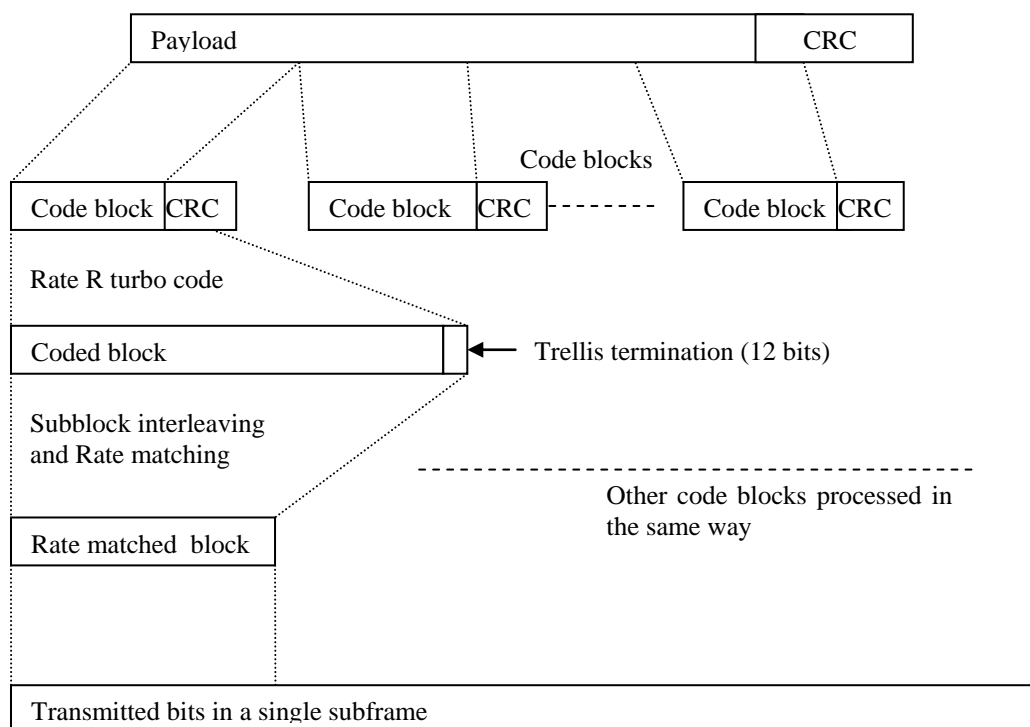 Payload CRC
Code blocks
Code block CRC Code block CRC Code block CRC
Rate R turbo code
Coded block
Trellis termination (12 bits)
Subblock interleaving
and Rate matching
Other code blocks processed in
the same way
Rate matched block
Transmitted bits in a single subframe